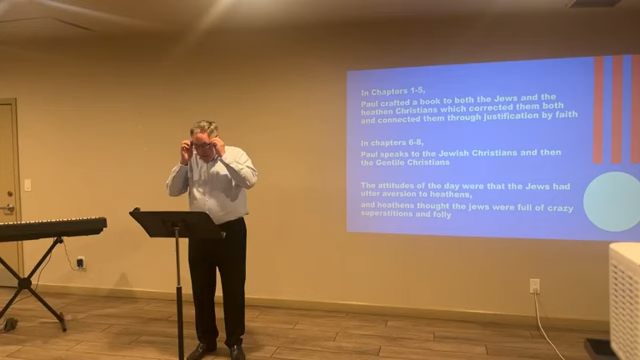 In Chapters 1-5,
Paul crafted a book to both the Jews and the
heathen Christians which corrected them both
and connected them through justification by faith
In chapters 6-8,
Paul speaks to the Jewish Christians and then
the Gentile Christians
The attitudes of the day were that the Jews had
utter aversion to heathens,
and heathens thought the jews were full of crazy
superstitions and folly